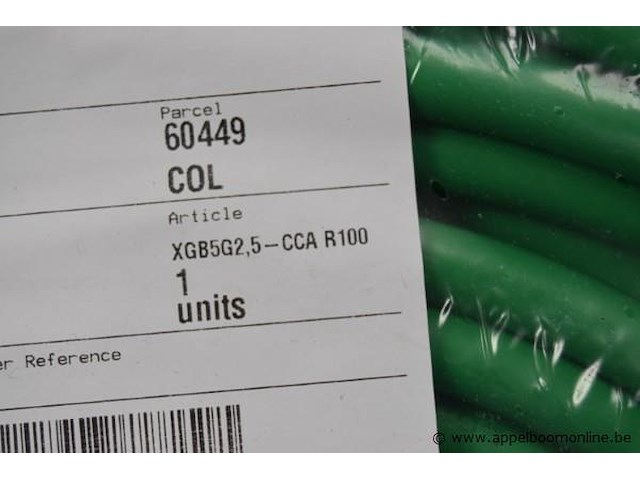 Parcel
60449
COL
Article
XGB5G2,5-CCA R100
1
units
er Reference
© www.appelboomonline.be